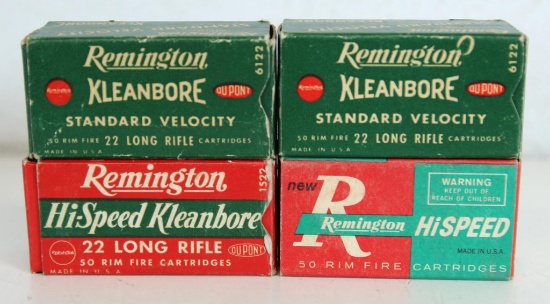 Remington
6122
KLEANBORE
DU PONT
STANDARD VELOCITY
50 RIM FIRE 22 LONG RIFLE CARTRIDGES
MADE IN U.S.A.
Remington
6122
KLEANBORE
DU PONT
STANDARD VELOCITY
50 RIM FIRE 22 LONG RIFLE CARTRIDGES
MADE IN U.S.A.
Remington
1522
Hi-Speed Kleanbore
22 LONG RIFLE
DU PONT
50 RIM FIRE CARTRIDGES
MADE IN U.S.A.
new
R
Remington
WARNING
KEEP OUT OF
REACH OF CHILDREN
HiSPEED
MADE IN U.S.A.
50 RIM FIRE CARTRIDGES